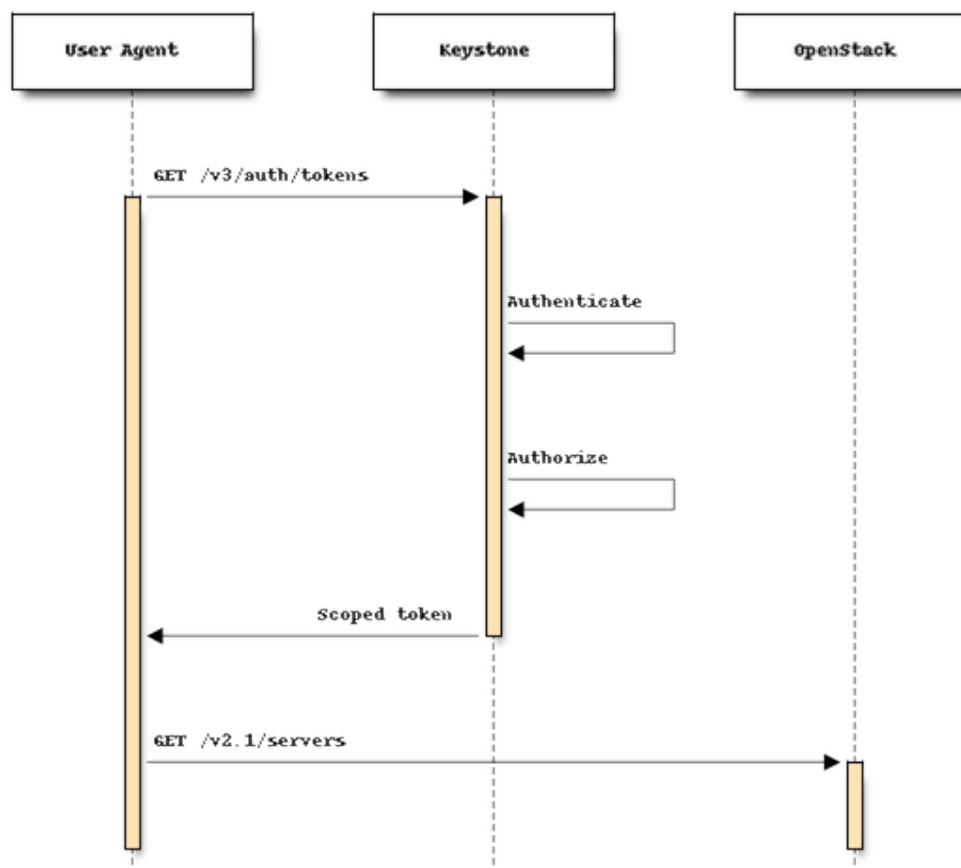 User Agent
Keystone
OpenStack
GET /v3/auth/tokens
Authenticate
Authorize
Scoped token
GET /v2.1/servers